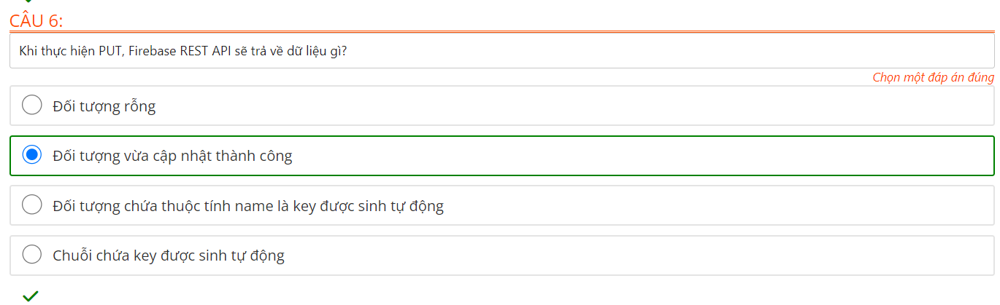 CÂU 6:
Khi thực hiện PUT, Firebase REST API sẽ trả về dữ liệu gì?
Chọn một đáp án đúng
Đối tượng rỗng
Đối tượng vừa cập nhật thành công
Đối tượng chứa thuộc tính name là key được sinh tự động
Chuỗi chứa key được sinh tự động